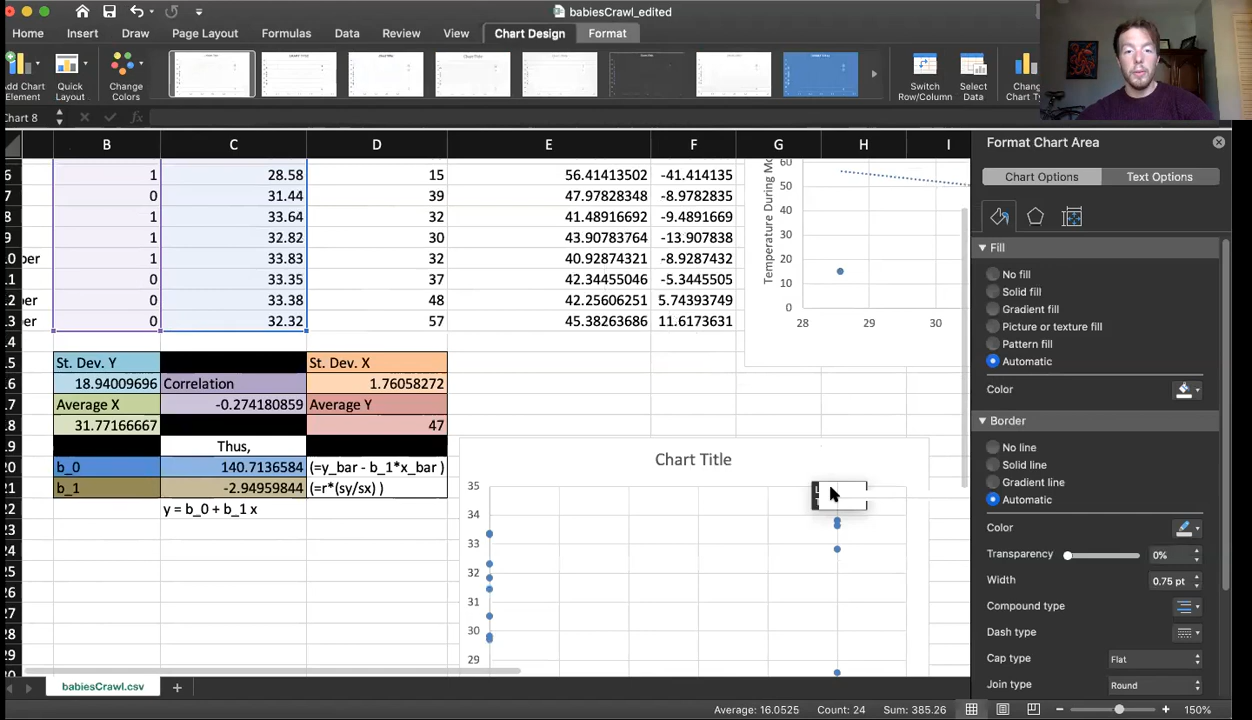 babiesCrawl_edited
Home Insert Draw Page Layout Formulas Data Review View Chart Design Format
Add Chart Element
Quick Layout
Change Colors
Switch Row/Column
Select Data
Chart 8
fx
B C D E F G H I
1 28.58 15 56.41413502 -41.414135
7 0 31.44 39 47.97828348 -8.9782835
8 1 33.64 32 41.48916692 -9.4891669
9 1 32.82 30 43.90783764 -13.907838
1 33.83 32 40.92874321 -8.9287432
0 33.35 37 42.34455046 -5.3445505
0 33.38 48 42.25606251 5.74393749
0 32.32 57 45.38263686 11.6173631
St. Dev. Y St. Dev. X
18.94009696 Correlation 1.76058272
Average X -0.274180859 Average Y
31.77166667 47
Thus,
b_0 140.7136584 (=y_bar - b_1*x_bar )
b_1 -2.94959844 (=r*(sy/sx) )
y = b_0 + b_1 x
60
50
40
30
20
10
0
28 29 30
Chart Title
35
34
33
32
31
30
29
Format Chart Area
Chart Options Text Options
Fill
No fill
Solid fill
Gradient fill
Picture or texture fill
Pattern fill
Automatic
Color
Border
No line
Solid line
Gradient line
Automatic
Color
Transparency 0%
Width 0.75 pt
Compound type
Dash type
Cap type Flat
Join type Round
babiesCrawl.csv +
Average: 16.0525 Count: 24 Sum: 385.26 150%